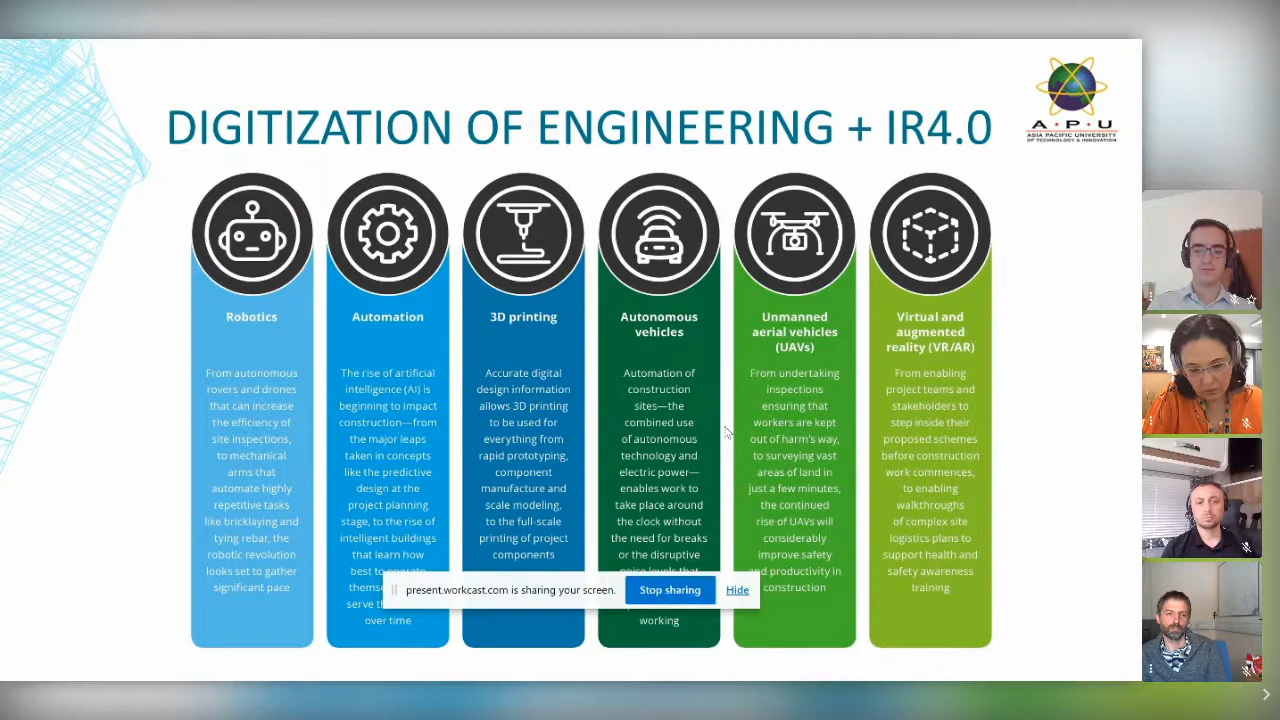 DIGITIZATION OF ENGINEERING + IR4.0
A·P·U
ASIA PACIFIC UNIVERSITY
OF TECHNOLOGY & INNOVATION
Robotics
From autonomous
rovers and drones
that can increase
the efficiency of
site inspections,
to mechanical
arms that
automate highly
repetitive tasks
like bricklaying and
tying rebar, the
robotic revolution
looks set to gather
significant pace
Automation
The rise of artificial
intelligence (AI) is
beginning to impact
construction—from
the major leaps
taken in concepts
like the predictive
design at the
project planning
stage, to the rise of
intelligent buildings
that learn how
best to operate
serve
over time
3D printing
Accurate digital
design information
allows 3D printing
to be used for
everything from
rapid prototyping,
component
manufacture and
scale modeling,
to the full-scale
printing of project
components
Autonomous
vehicles
Automation of
construction
sites—the
combined use
of autonomous
technology and
electric power—
enables work to
take place around
the clock without
the need for breaks
or the disruptive
noise levels that
working
Unmanned
aerial vehicles
(UAVs)
From undertaking
inspections
ensuring that
workers are kept
out of harm's way,
to surveying vast
areas of land in
just a few minutes,
the continued
rise of UAVs will
considerably
improve safety
and productivity in
construction
Virtual and
augmented
reality (VR/AR)
From enabling
project teams and
stakeholders to
step inside their
proposed schemes
before construction
work commences,
to enabling
walkthroughs
of complex site
logistics plans to
support health and
safety awareness
training
present.workcast.com is sharing your screen.
Stop sharing
Hide